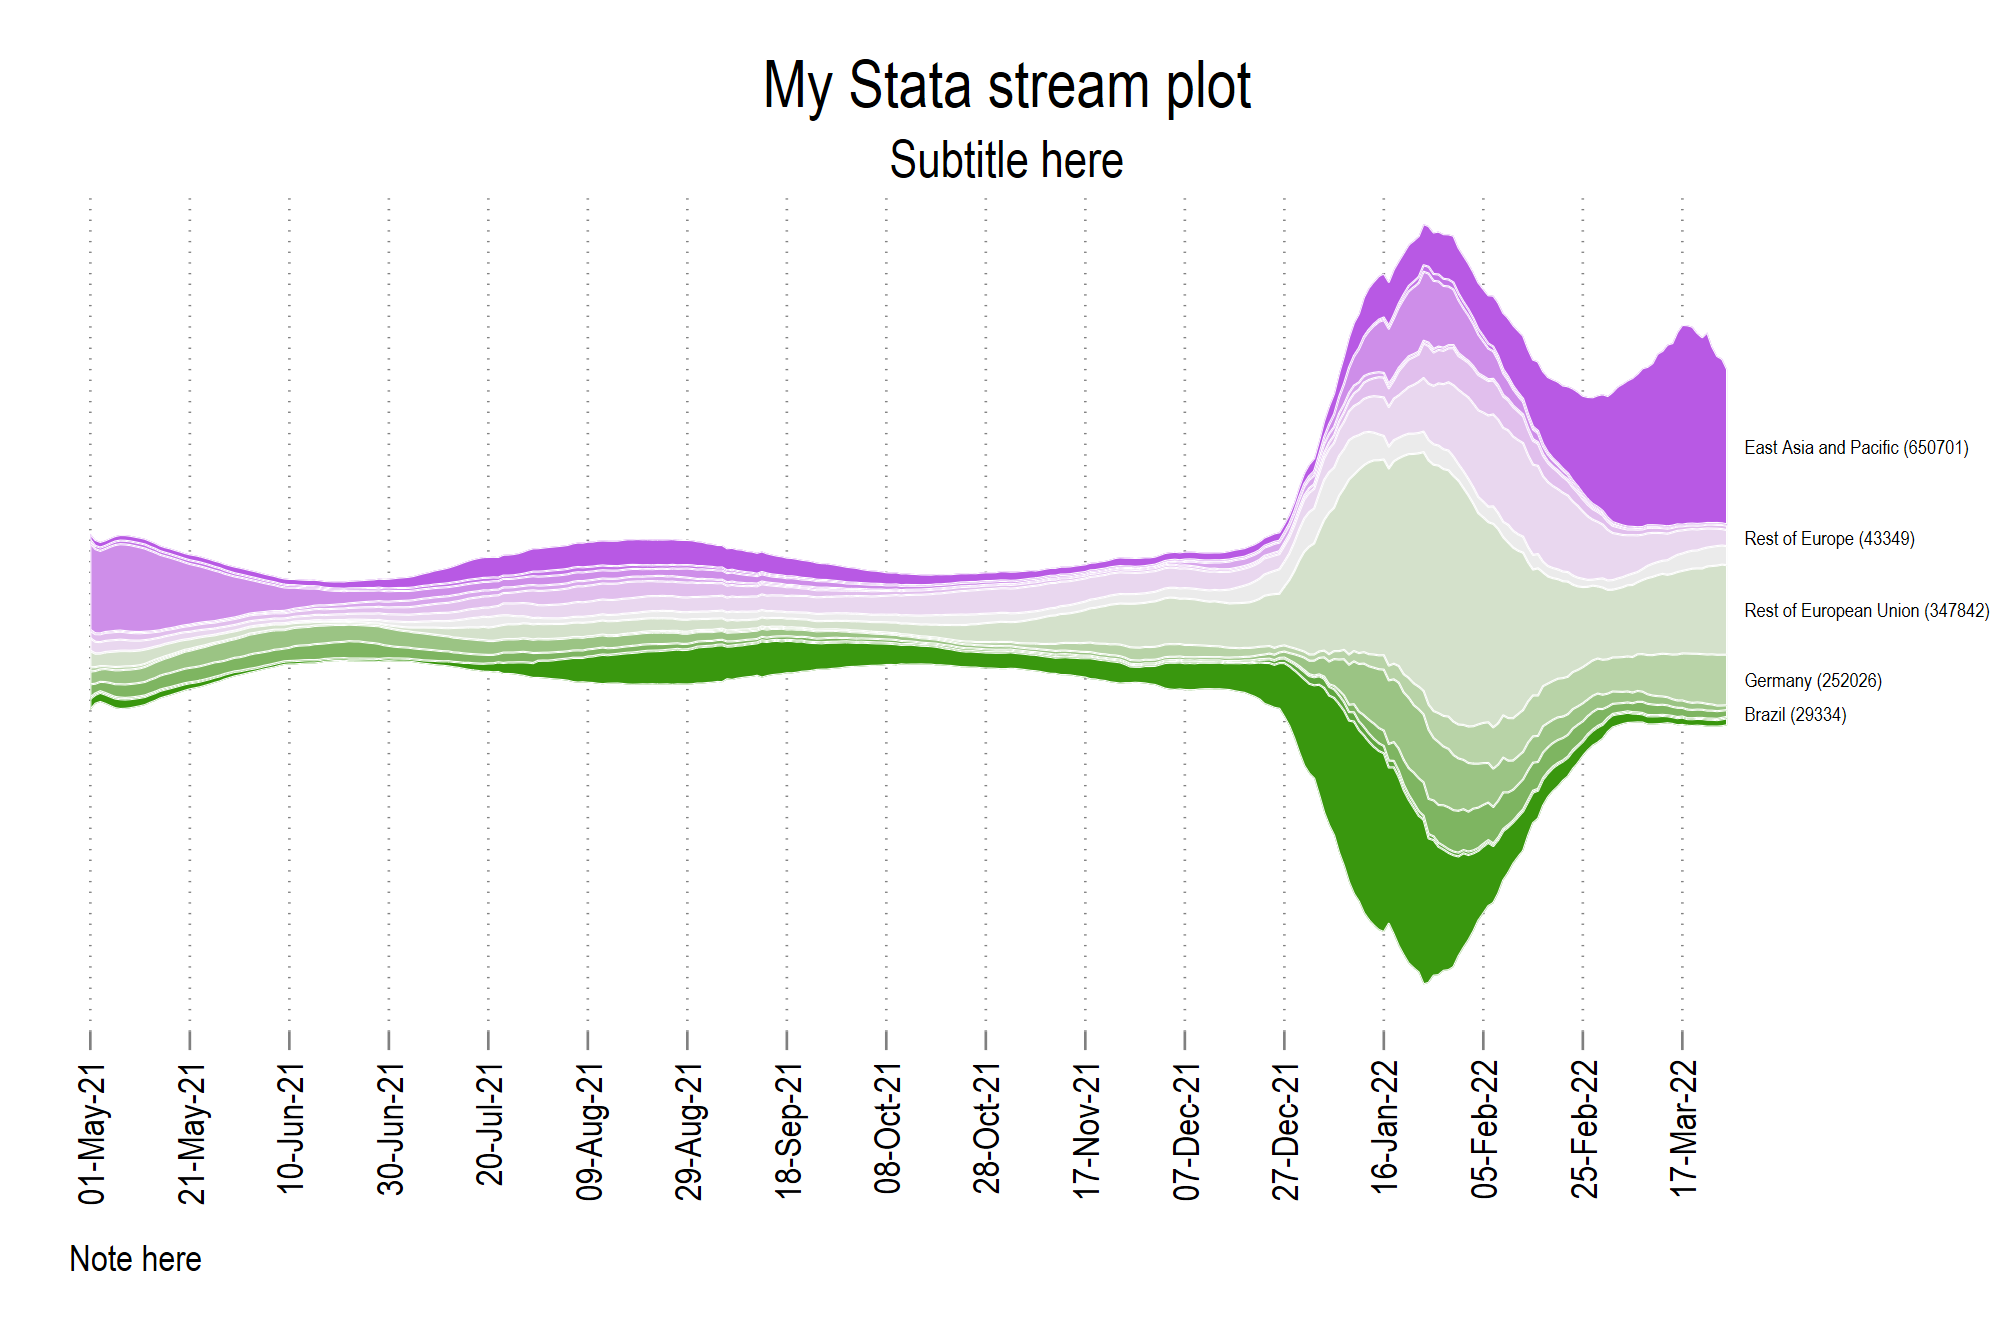 My Stata stream plot
Subtitle here
East Asia and Pacific (650701)
Rest of Europe (43349)
Rest of European Union (347842)
Germany (252026)
Brazil (29334)
01-May-21
21-May-21
10-Jun-21
30-Jun-21
20-Jul-21
09-Aug-21
29-Aug-21
18-Sep-21
08-Oct-21
28-Oct-21
17-Nov-21
07-Dec-21
27-Dec-21
16-Jan-22
05-Feb-22
25-Feb-22
17-Mar-22
Note here